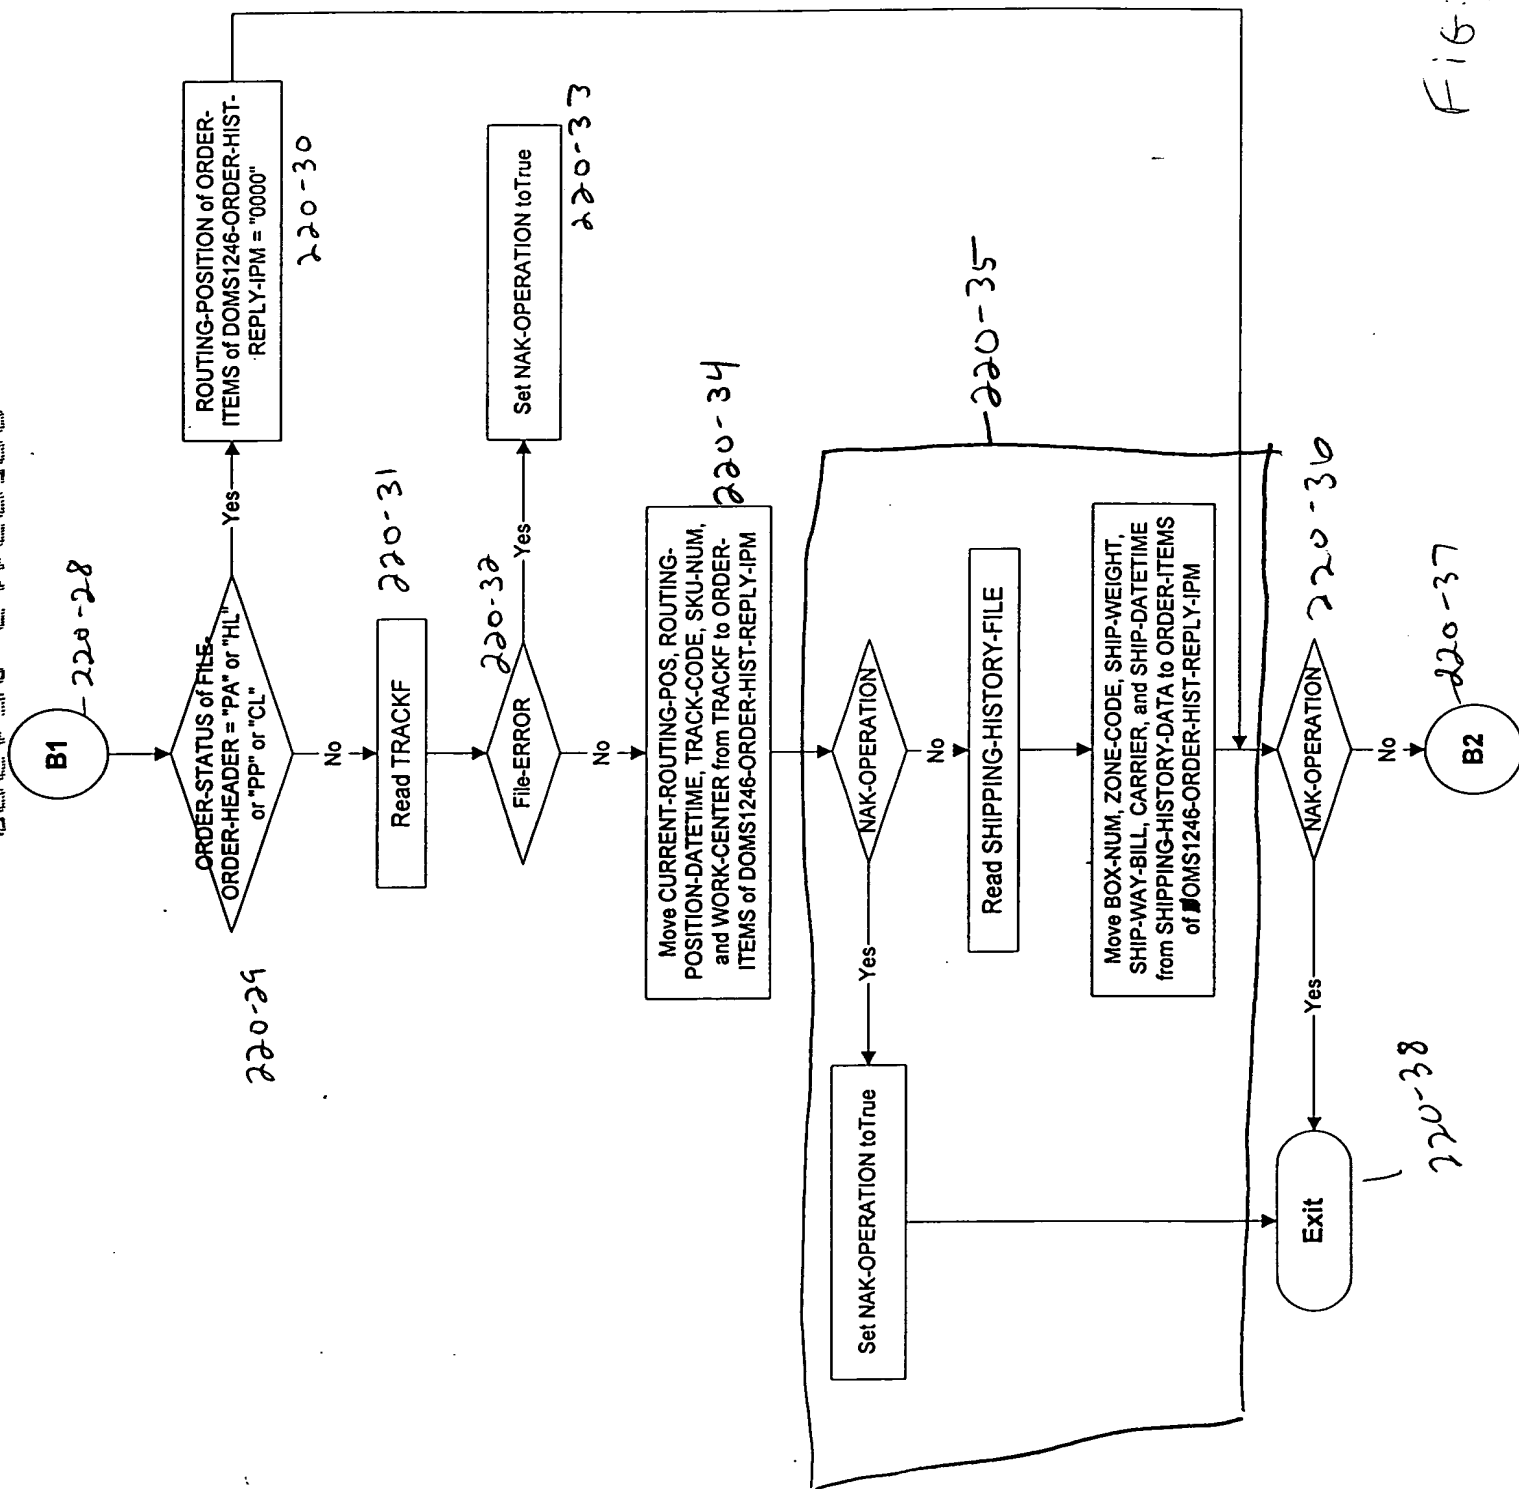 B1
220-28
ORDER-STATUS of FILE-
ORDER-HEADER = "PA" or "HL"
or "PP" or "CL"
220-29
Yes
ROUTING-POSITION of ORDER-
ITEMS of DOMS1246-ORDER-HIST-
REPLY-IPM = "0000"
220-30
No
Read TRACKF
220-31
File-ERROR
220-32
Yes
Set NAK-OPERATION toTrue
220-33
No
Move CURRENT-ROUTING-POS, ROUTING-
POSITION-DATETIME, TRACK-CODE, SKU-NUM,
and WORK-CENTER from TRACKF to ORDER-
ITEMS of DOMS1246-ORDER-HIST-REPLY-IPM
220-34
NAK-OPERATION
Yes
Set NAK-OPERATION toTrue
No
Read SHIPPING-HISTORY-FILE
220-35
Move BOX-NUM, ZONE-CODE, SHIP-WEIGHT,
SHIP-WAY-BILL, CARRIER, and SHIP-DATETIME
from SHIPPING-HISTORY-DATA to ORDER-ITEMS
of DOMS1246-ORDER-HIST-REPLY-IPM
NAK-OPERATION
220-36
Yes
Exit
220-38
No
B2
220-37
FiG.